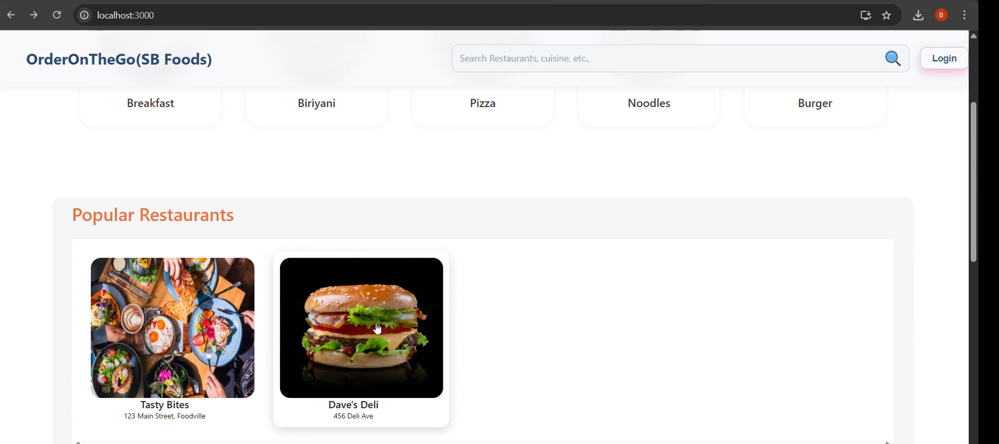 localhost:3000
B
OrderOnTheGo(SB Foods)
Search Restaurants, cuisine, etc.,
Login
Breakfast
Biriyani
Pizza
Noodles
Burger
Popular Restaurants
Tasty Bites
Dave's Deli
123 Main Street, Foodville
456 Deli Ave